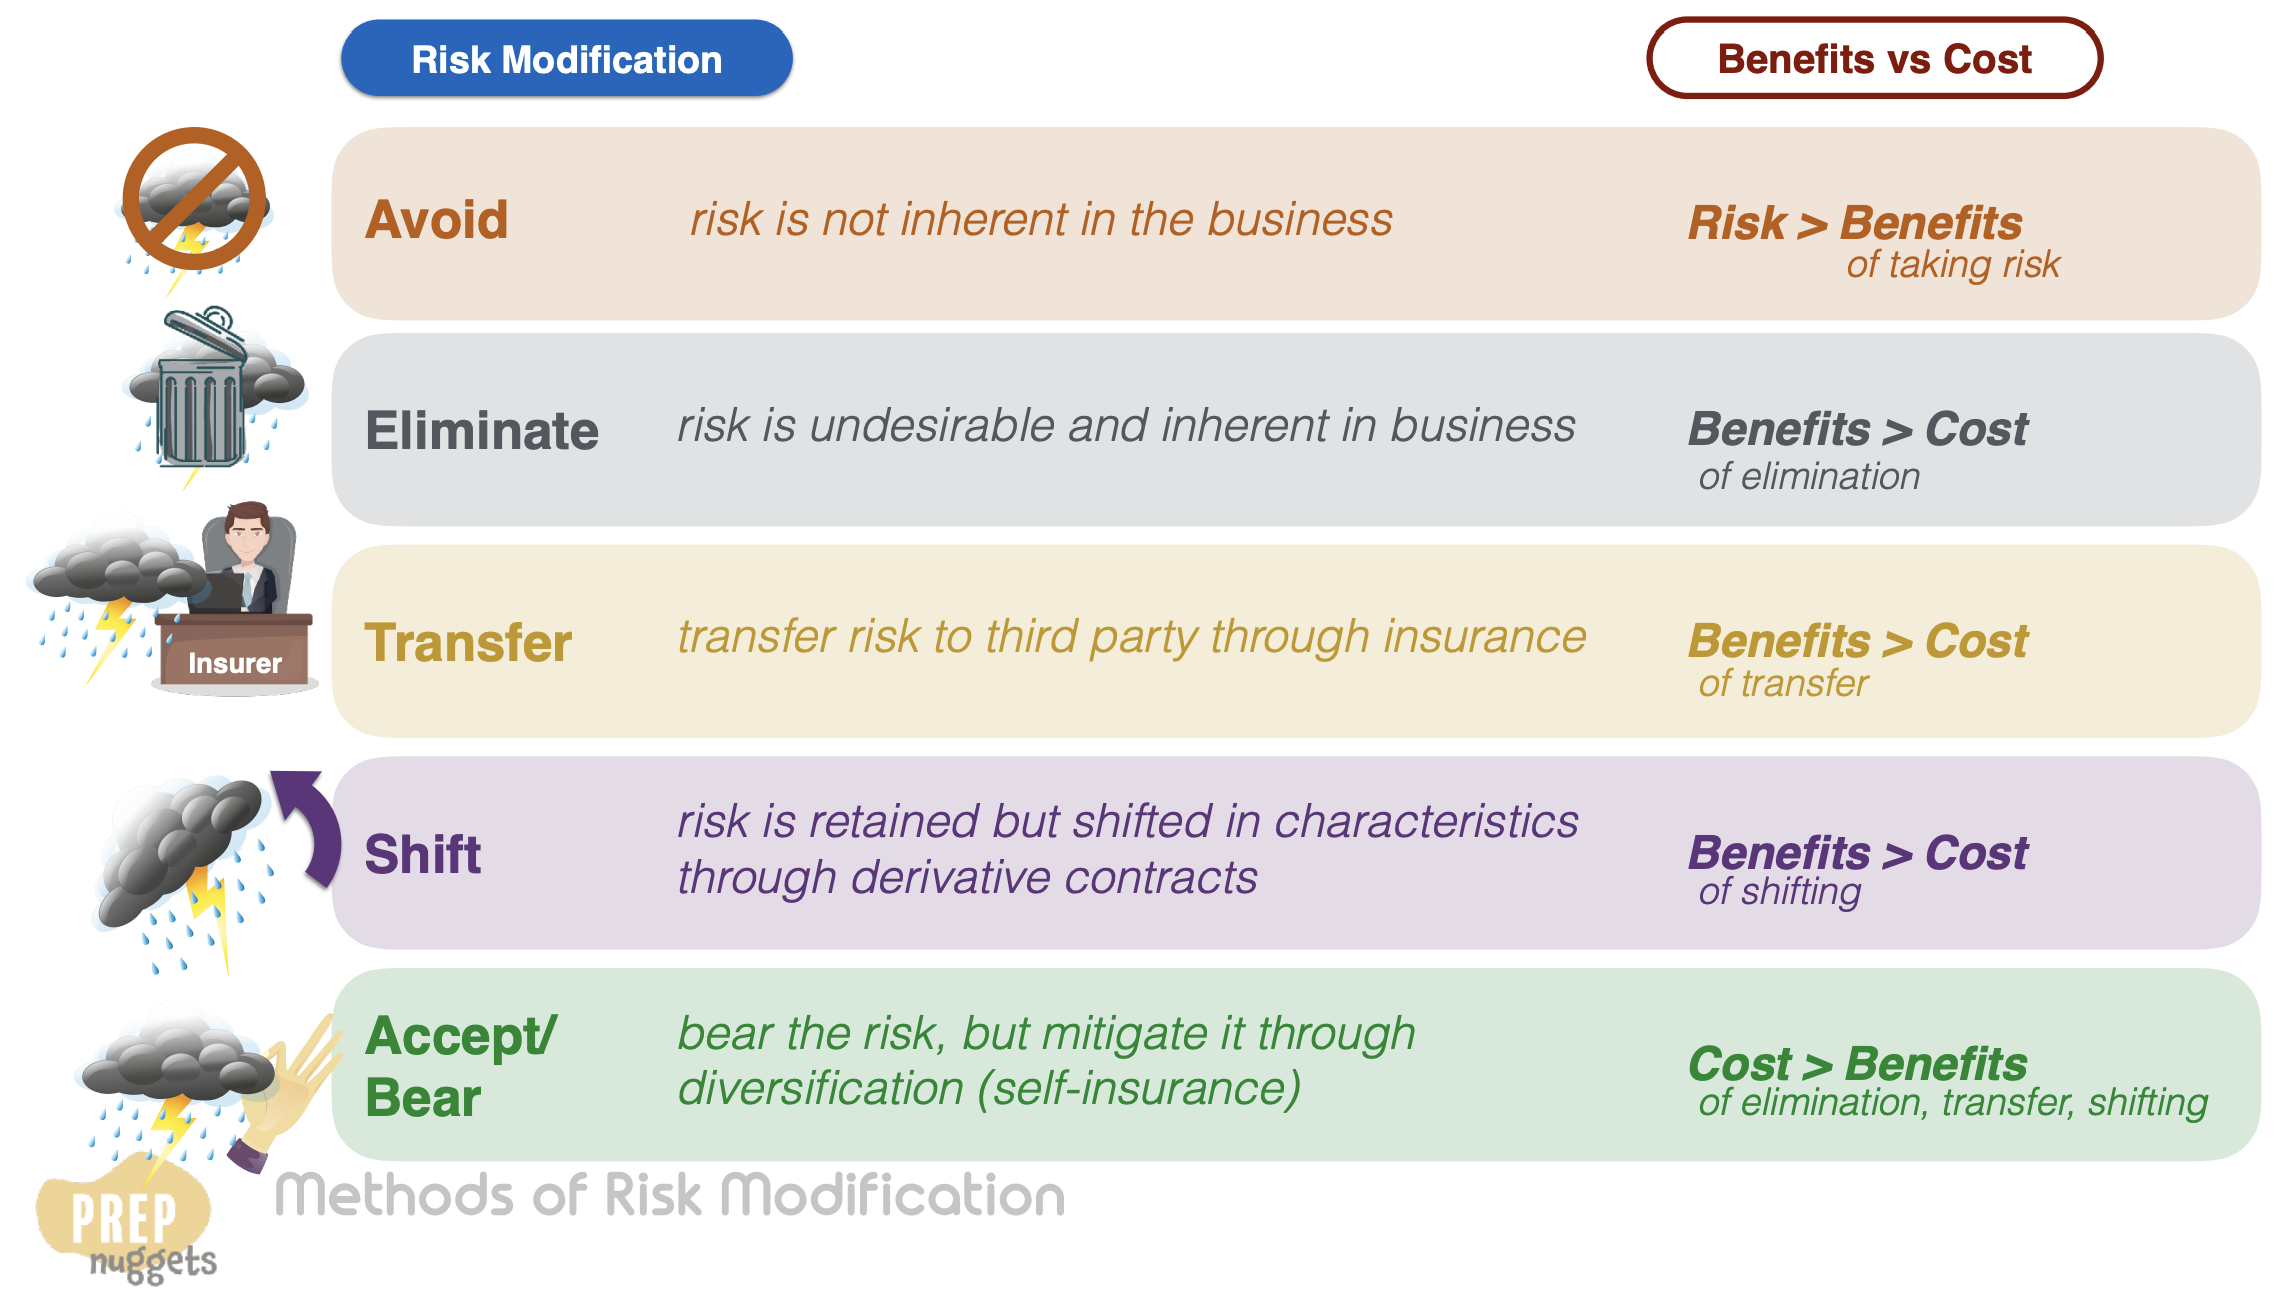 Risk Modification
Benefits vs Cost
Avoid
risk is not inherent in the business
Risk > Benefits
of taking risk
Eliminate
risk is undesirable and inherent in business
Benefits > Cost
of elimination
Insurer
Transfer
transfer risk to third party through insurance
Benefits > Cost
of transfer
Shift
risk is retained but shifted in characteristics
through derivative contracts
Benefits > Cost
of shifting
Accept/
Bear
bear the risk, but mitigate it through
diversification (self-insurance)
Cost > Benefits
of elimination, transfer, shifting
PREP
nuggets
Methods of Risk Modification